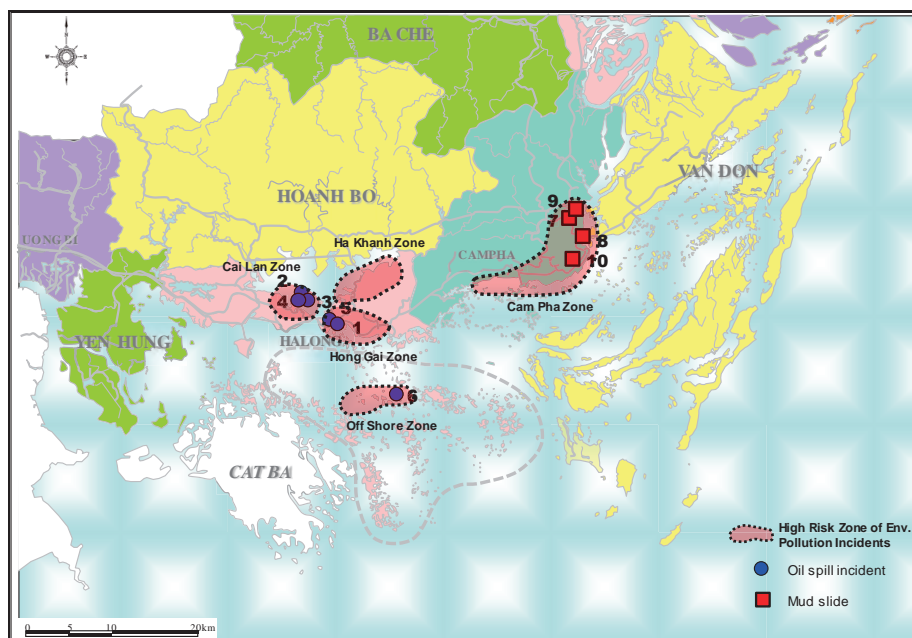 BA CHE
VAN DON
HOANH BO
UONG BI
Ha Khanh Zone
Cai Lan Zone
CAMPHA
9
7
8
10
2
4
3
5
1
Cam Pha Zone
YEN HUNG
HALONG
Hong Gai Zone
6
Off Shore Zone
CAT BA
High Risk Zone of Env.
Pollution Incidents
Oil spill incident
Mud slide
0 5 10 20km